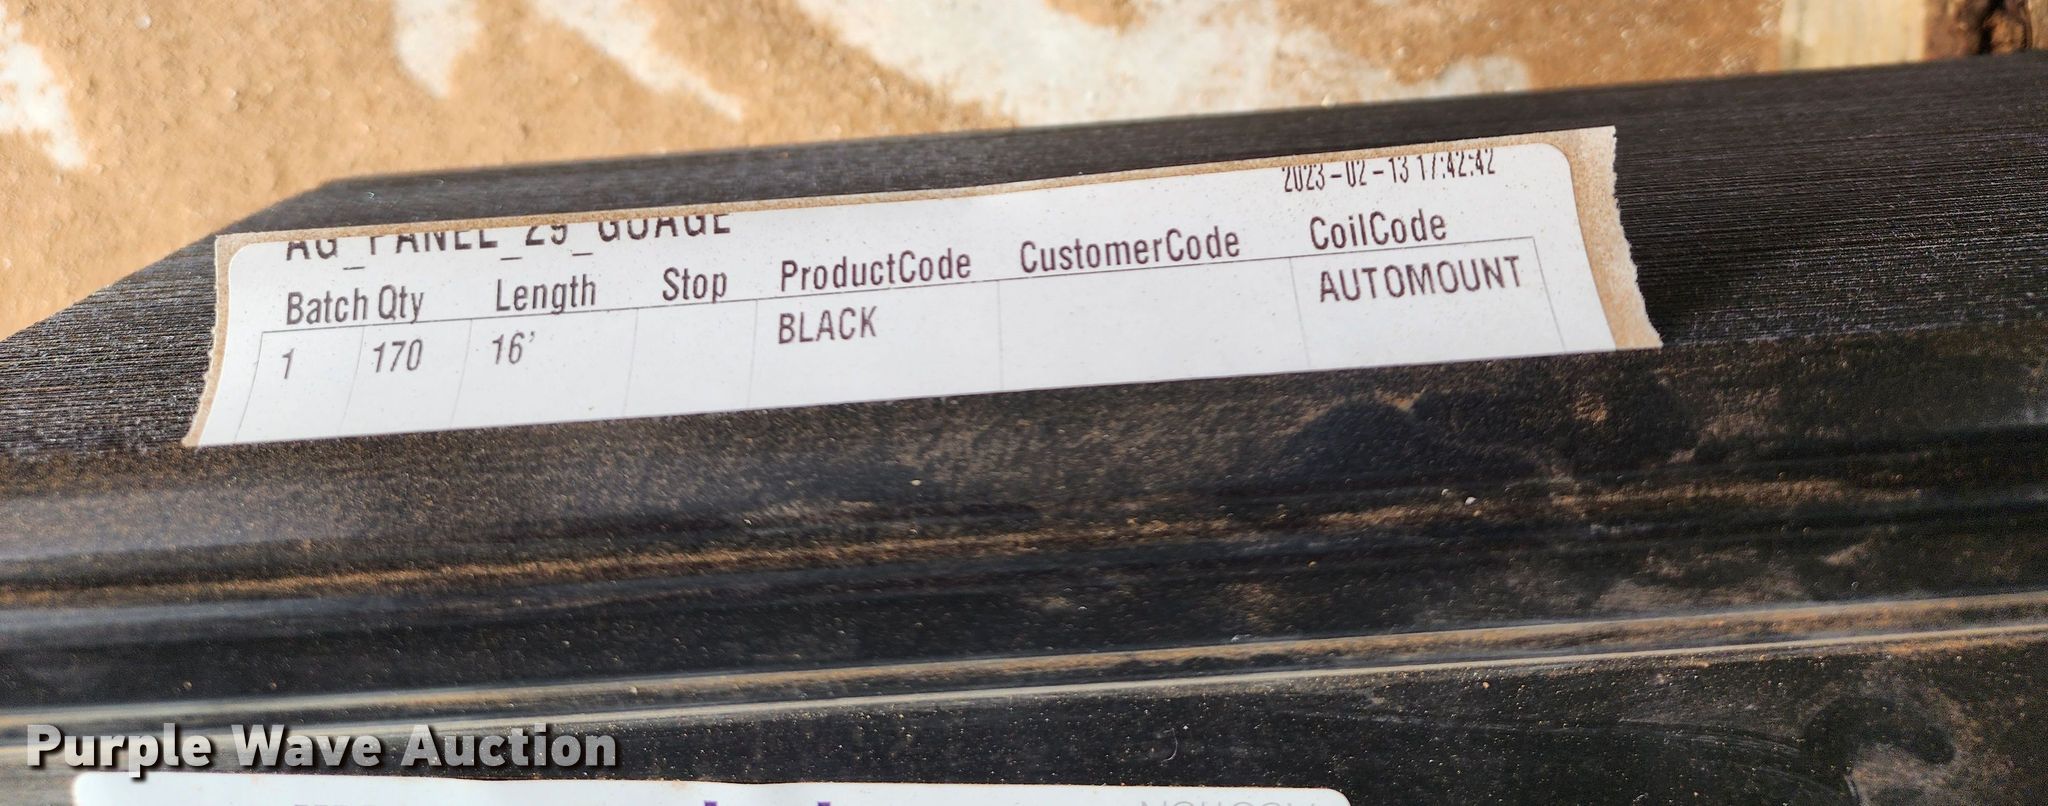 2023-02-13 17:42:42
AG_PANEL_29_GUAGE
Batch Qty Length Stop ProductCode CustomerCode CoilCode
1 170 16' BLACK AUTOMOUNT
Purple Wave Auction